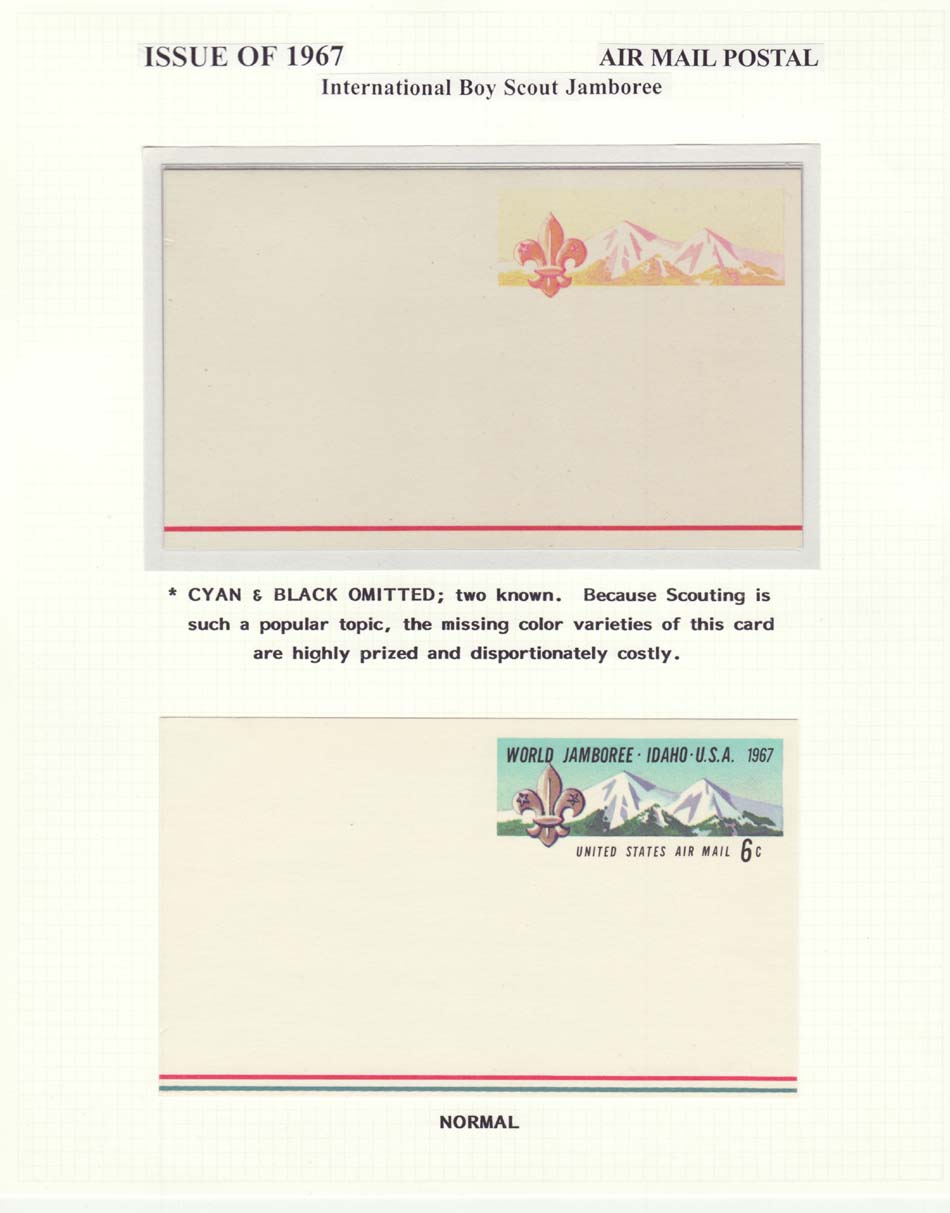 ISSUE OF 1967 AIR MAIL POSTAL
International Boy Scout Jamboree
* CYAN & BLACK OMITTED; two known. Because Scouting is
such a popular topic, the missing color varieties of this card
are highly prized and disportionately costly.
WORLD JAMBOREE · IDAHO · U.S.A. 1967
UNITED STATES AIR MAIL 6c
NORMAL